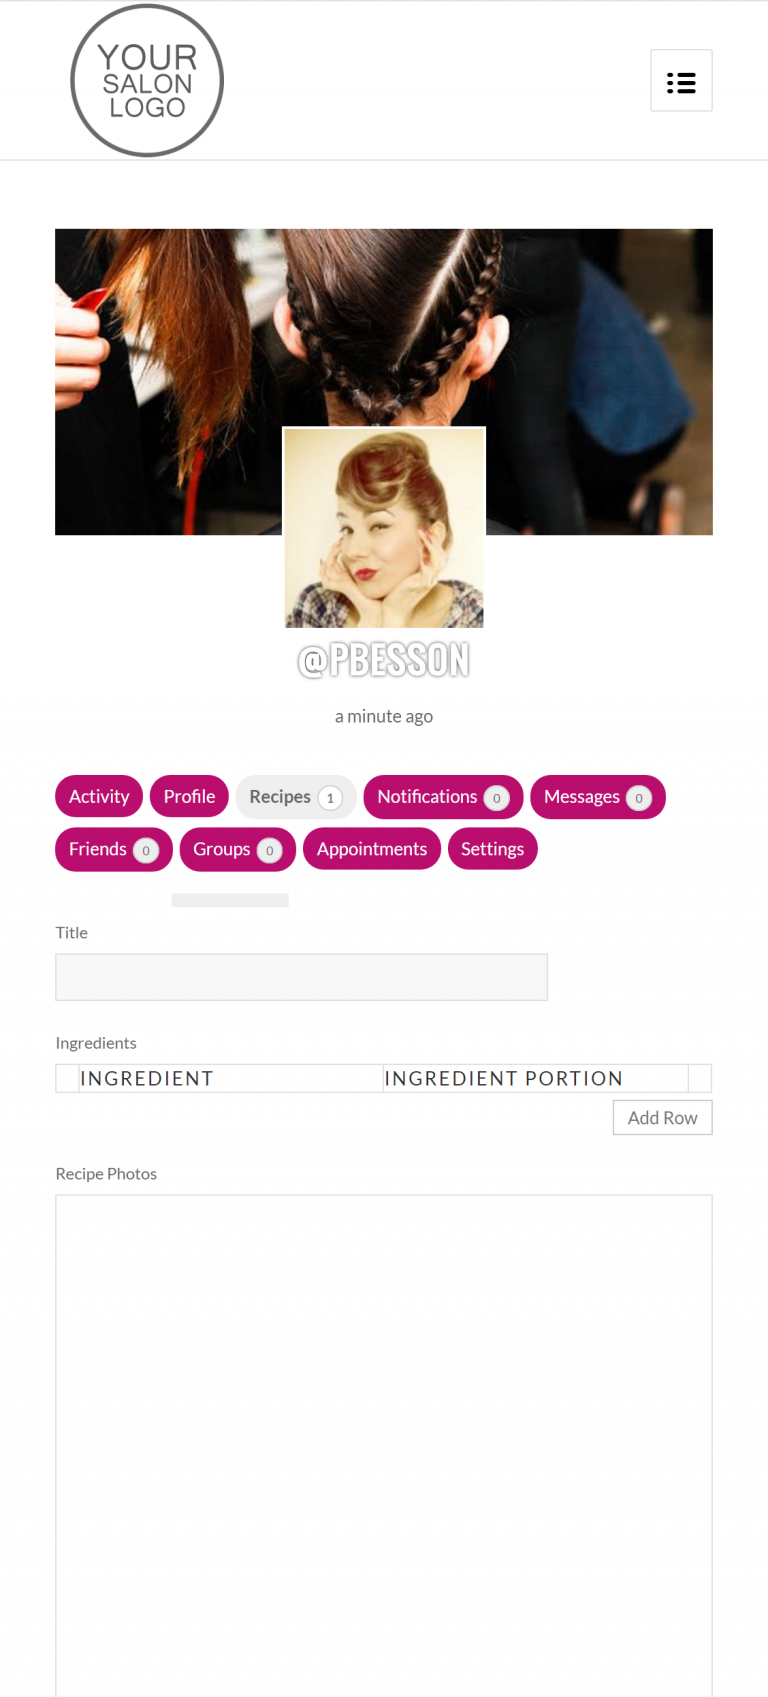 YOUR
SALON
LOGO
@PBESSON
a minute ago
Activity Profile Recipes 1 Notifications 0 Messages 0
Friends 0 Groups 0 Appointments Settings
Title
Ingredients
INGREDIENT INGREDIENT PORTION
Add Row
Recipe Photos